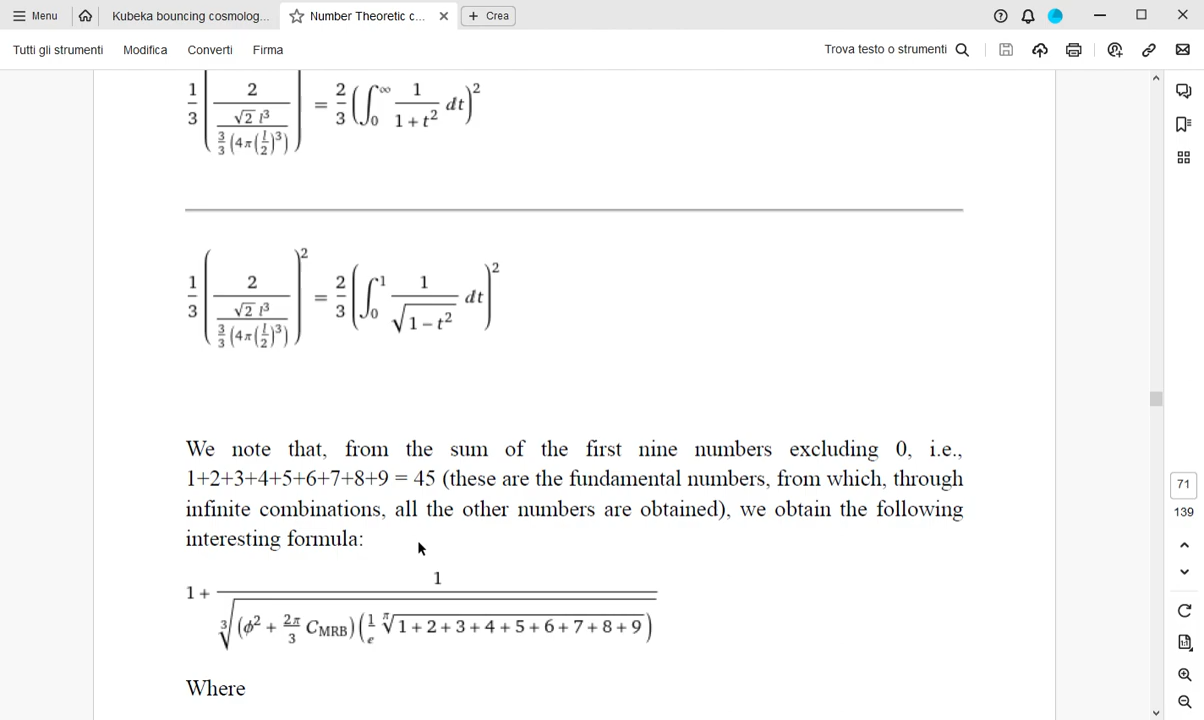 Menu
Kubeka bouncing cosmolog...
Number Theoretic c...
+ Crea
Tutti gli strumenti Modifica Converti Firma
Trova testo o strumenti
1/3 ( 2 / ( √2 l³ / ( 3/3 (4 π (l/2)³) ) ) ) = 2/3 ( ∫₀^∞ 1/(1 + t²) dt )²
1/3 ( 2 / ( √2 l³ / ( 3/3 (4 π (l/2)³) ) ) )² = 2/3 ( ∫₀¹ 1/√(1 − t²) dt )²
We note that, from the sum of the first nine numbers excluding 0, i.e.,
1+2+3+4+5+6+7+8+9 = 45 (these are the fundamental numbers, from which, through
infinite combinations, all the other numbers are obtained), we obtain the following
interesting formula:
1 + 1 / ∛( (ϕ² + 2π/3 C_MRB) ( 1/e ^π√(1 + 2 + 3 + 4 + 5 + 6 + 7 + 8 + 9) ) )
Where
71
139
1:1